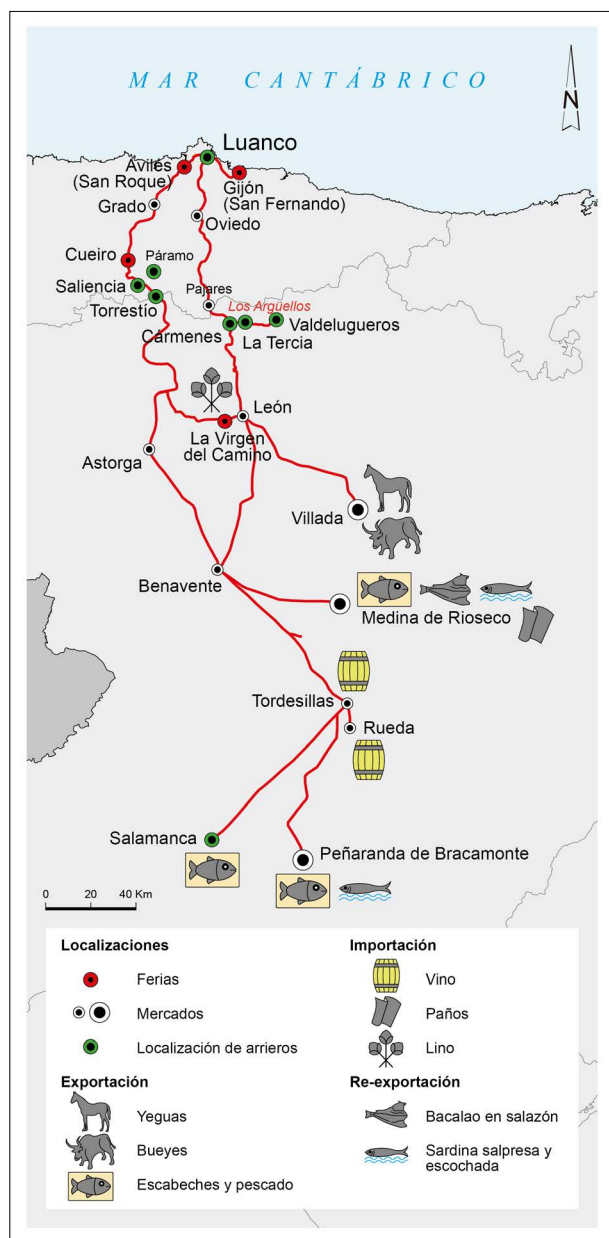 MAR CANTÁBRICO
N
Luanco
Avilés
(San Roque)
Gijón
(San Fernando)
Grado
Oviedo
Cueiro
Páramo
Saliencia
Pajares
Los Argüellos
Torrestío
Valdelugueros
Cármenes
La Tercia
León
La Virgen
del Camino
Astorga
Villada
Benavente
Medina de Rioseco
Tordesillas
Rueda
Salamanca
Peñaranda de Bracamonte
0 20 40 Km
Localizaciones
Ferias
Mercados
Localización de arrieros
Exportación
Yeguas
Bueyes
Escabeches y pescado
Importación
Vino
Paños
Lino
Re-exportación
Bacalao en salazón
Sardina salpresa y
escochada